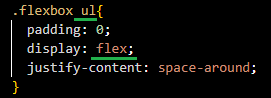 .flexbox ul{
padding: 0;
display: flex;
justify-content: space-around;
}